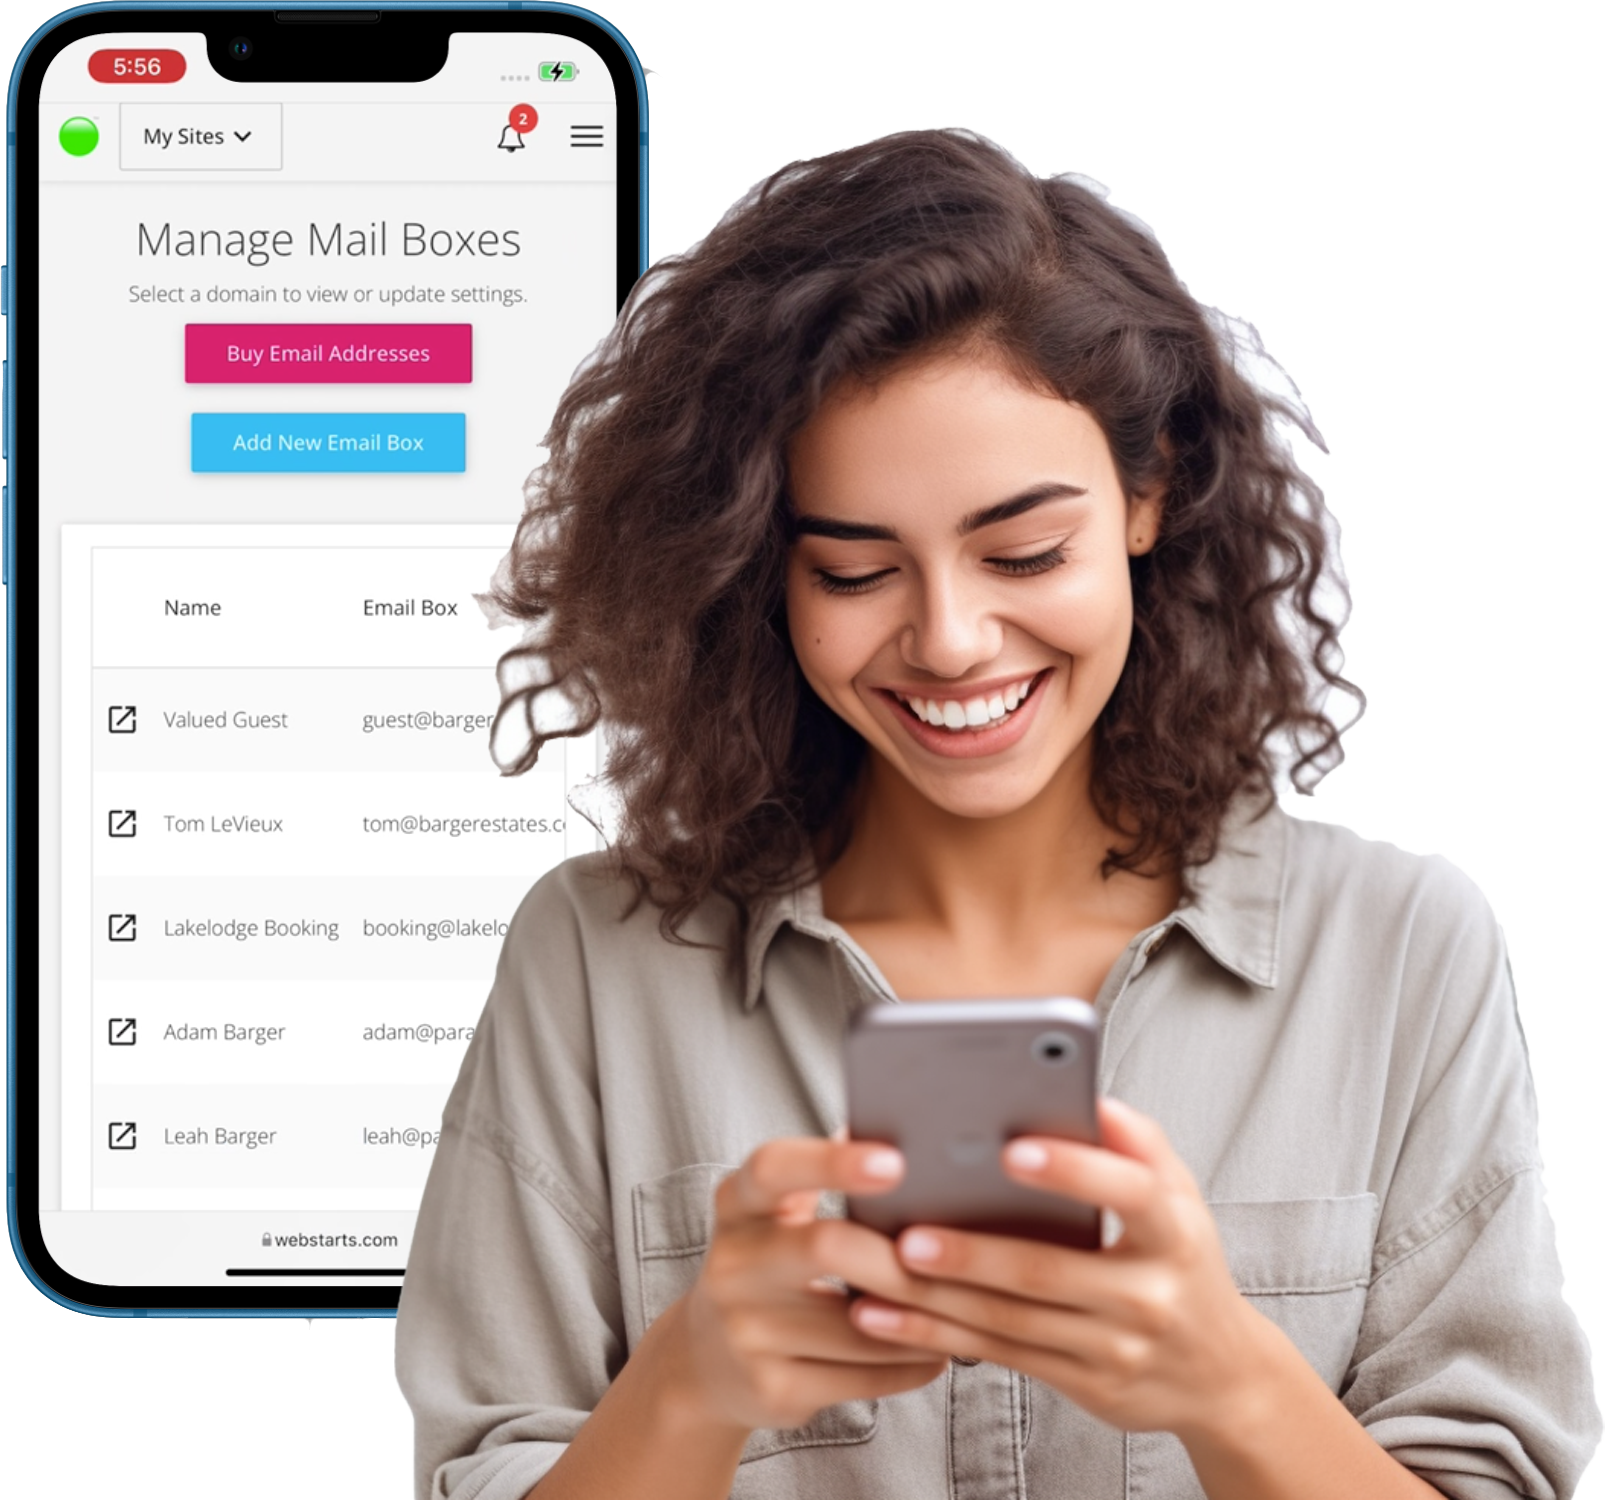 5:56
My Sites
2
Manage Mail Boxes
Select a domain to view or update settings.
Buy Email Addresses
Add New Email Box
Name Email Box
Valued Guest guest@barger
Tom LeVieux tom@bargerestates.c
Lakelodge Booking booking@lakelo
Adam Barger adam@para
Leah Barger leah@pa
webstarts.com